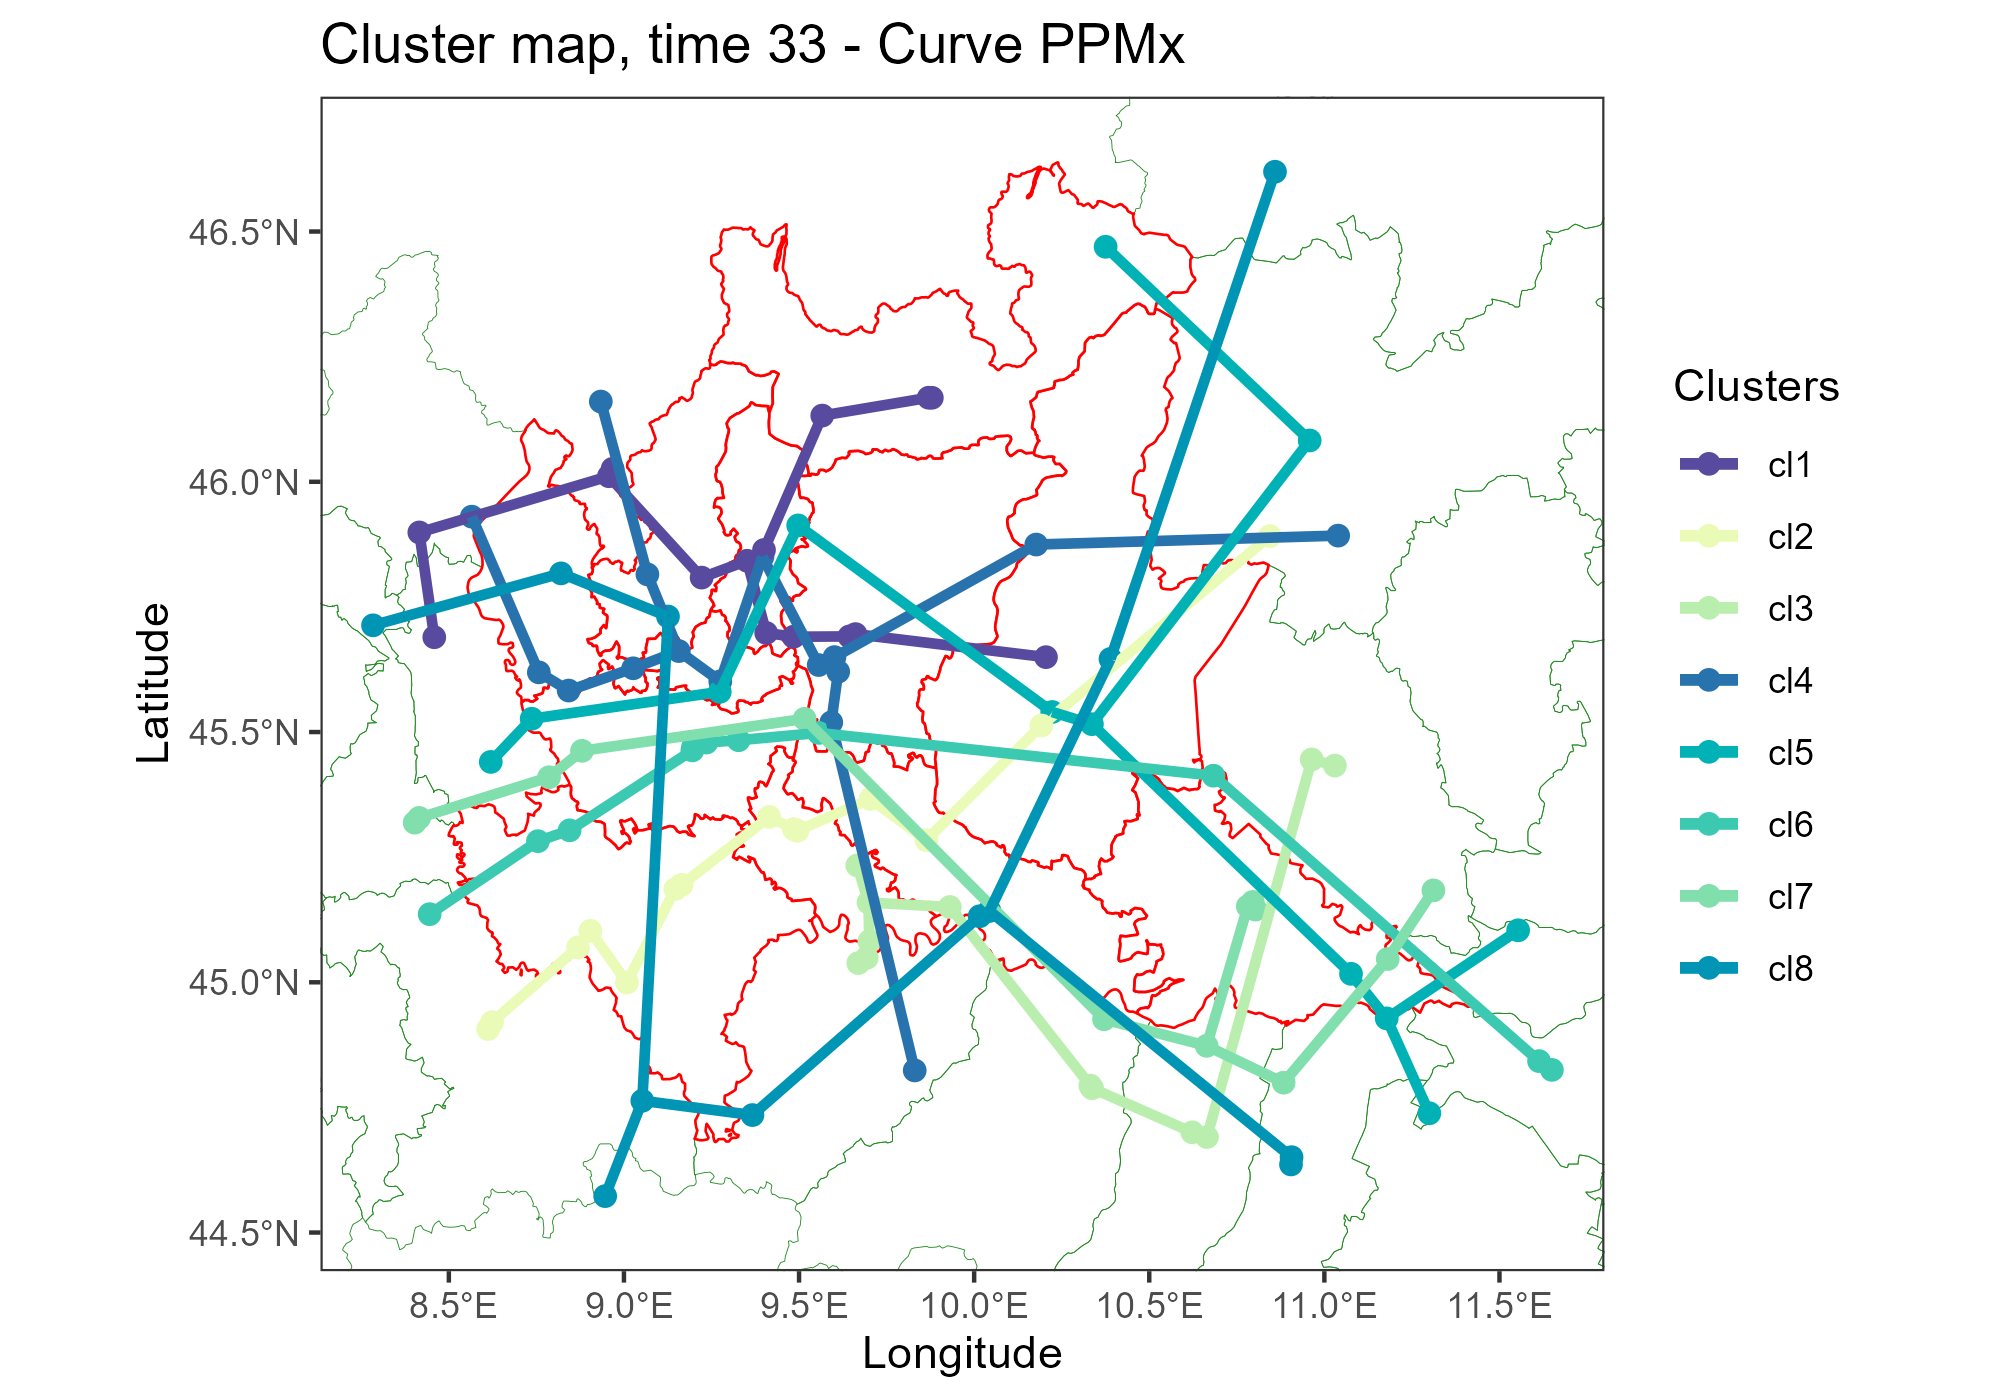 Cluster map, time 33 - Curve PPMx
46.5°N
46.0°N
45.5°N
45.0°N
44.5°N
Latitude
8.5°E
9.0°E
9.5°E
10.0°E
10.5°E
11.0°E
11.5°E
Longitude
Clusters
cl1
cl2
cl3
cl4
cl5
cl6
cl7
cl8